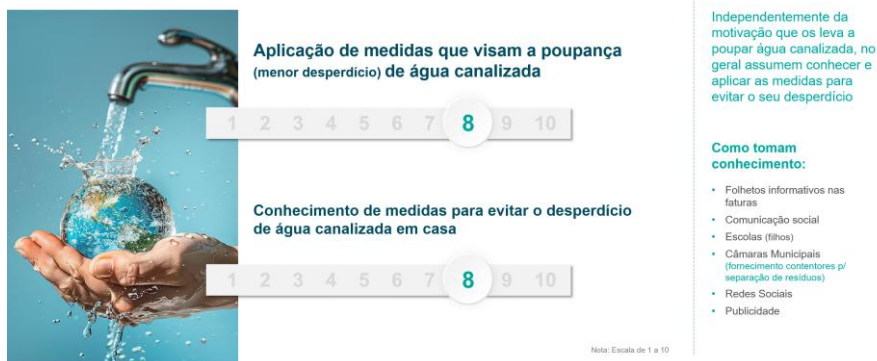 Aplicação de medidas que visam a poupança
(menor desperdício) de água canalizada
1 2 3 4 5 6 7 8 9 10
Conhecimento de medidas para evitar o desperdício
de água canalizada em casa
1 2 3 4 5 6 7 8 9 10
Nota: Escala de 1 a 10
Independentemente da
motivação que os leva a
poupar água canalizada, no
geral assumem conhecer e
aplicar as medidas para
evitar o seu desperdício
Como tomam
conhecimento:
• Folhetos informativos nas
faturas
• Comunicação social
• Escolas (filhos)
• Câmaras Municipais
(fornecimento contentores p/
separação de resíduos)
• Redes Sociais
• Publicidade